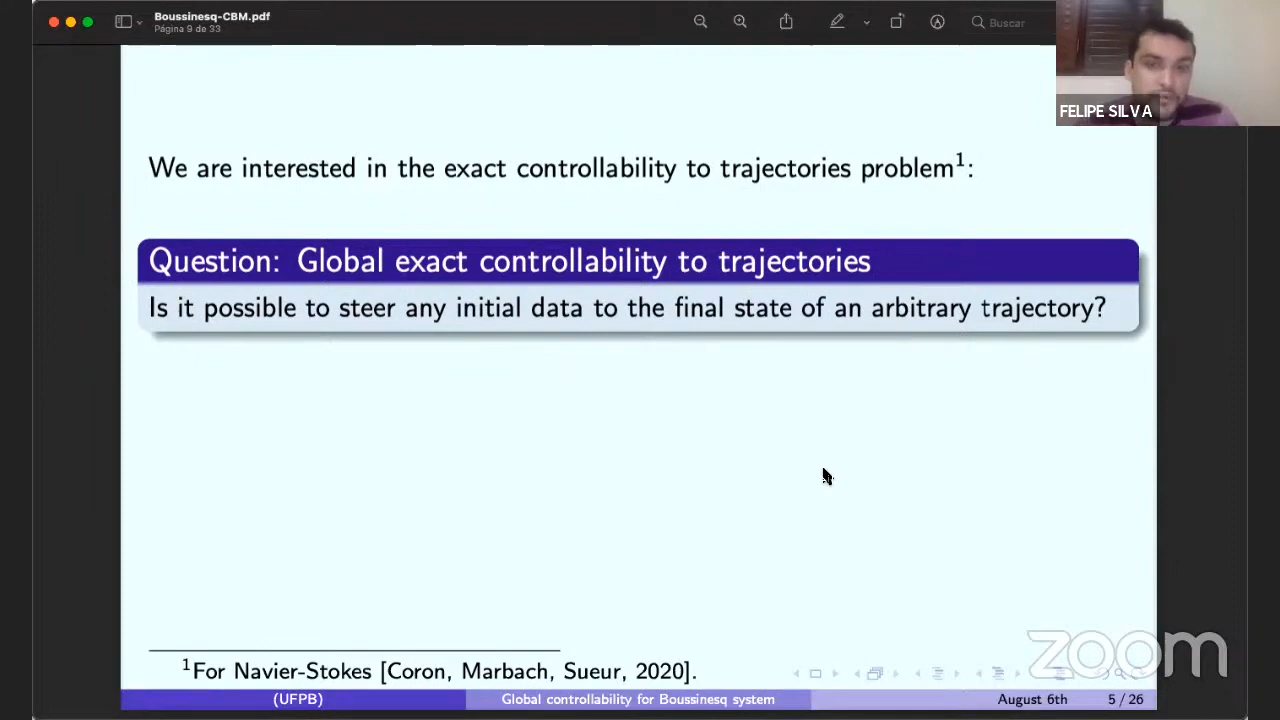 Boussinesq-CBM.pdf
Página 9 de 33
Buscar
FELIPE SILVA
We are interested in the exact controllability to trajectories problem¹:
Question: Global exact controllability to trajectories
Is it possible to steer any initial data to the final state of an arbitrary trajectory?
zoom
¹For Navier-Stokes [Coron, Marbach, Sueur, 2020].
(UFPB) Global controllability for Boussinesq system August 6th 5 / 26